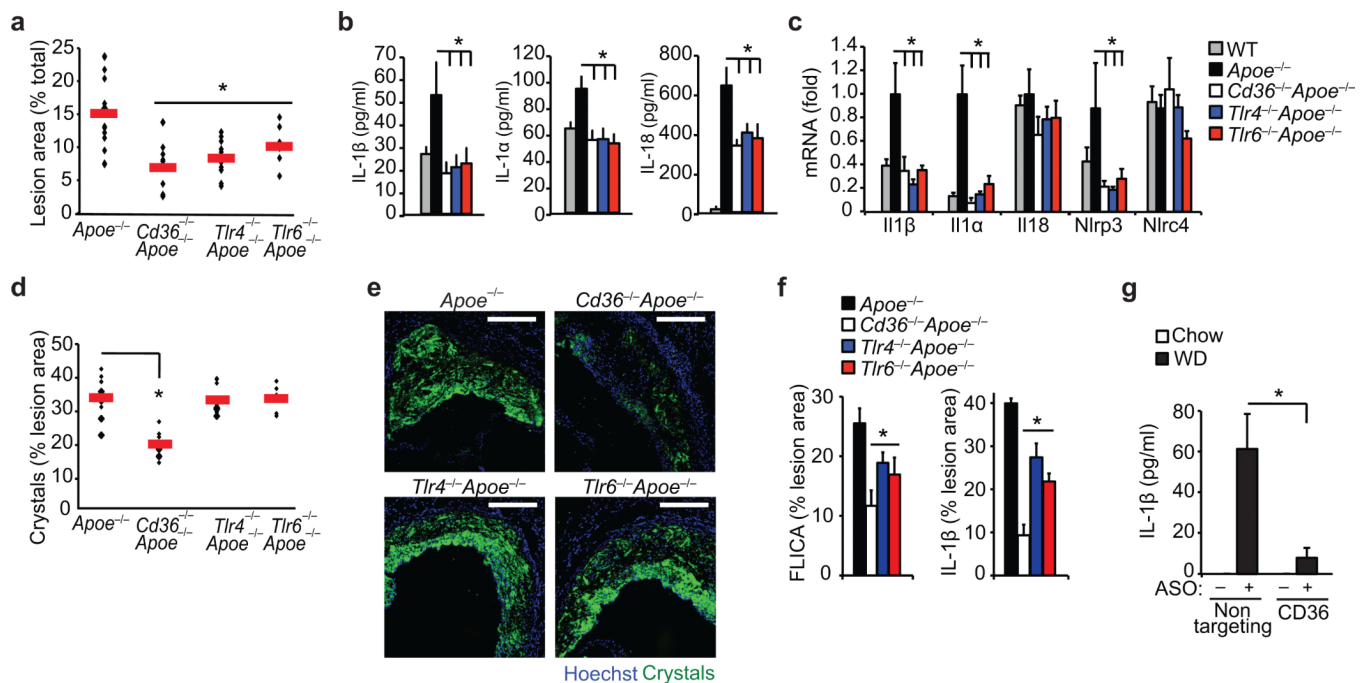 a
Lesion area (% total)
25
20
15
10
5
0
Apoe–/–
Cd36–/–
Apoe–/–
Tlr4–/–
Apoe–/–
Tlr6–/–
Apoe–/–
*
b
IL-1β (pg/ml)
70
60
50
40
30
20
10
0
*
IL-1α (pg/ml)
140
120
100
80
60
40
20
0
*
IL-18 (pg/ml)
800
600
400
200
0
*
c
mRNA (fold)
1.4
1.2
1.0
0.8
0.6
0.4
0.2
0
* * *
Il1β Il1α Il18 Nlrp3 Nlrc4
WT
Apoe–/–
Cd36–/–Apoe–/–
Tlr4–/–Apoe–/–
Tlr6–/–Apoe–/–
d
Crystals (% lesion area)
50
40
30
20
10
0
*
Apoe–/–
Cd36–/–
Apoe–/–
Tlr4–/–
Apoe–/–
Tlr6–/–
Apoe–/–
e
Apoe–/– Cd36–/–Apoe–/–
Tlr4–/–Apoe–/– Tlr6–/–Apoe–/–
Hoechst Crystals
f
Apoe–/–
Cd36–/–Apoe–/–
Tlr4–/–Apoe–/–
Tlr6–/–Apoe–/–
FLICA (% lesion area)
30
20
10
0
*
IL-1β (% lesion area)
40
30
20
10
0
*
g
Chow
WD
IL-1β (pg/ml)
80
60
40
20
0
*
ASO: – + – +
Non
targeting
CD36